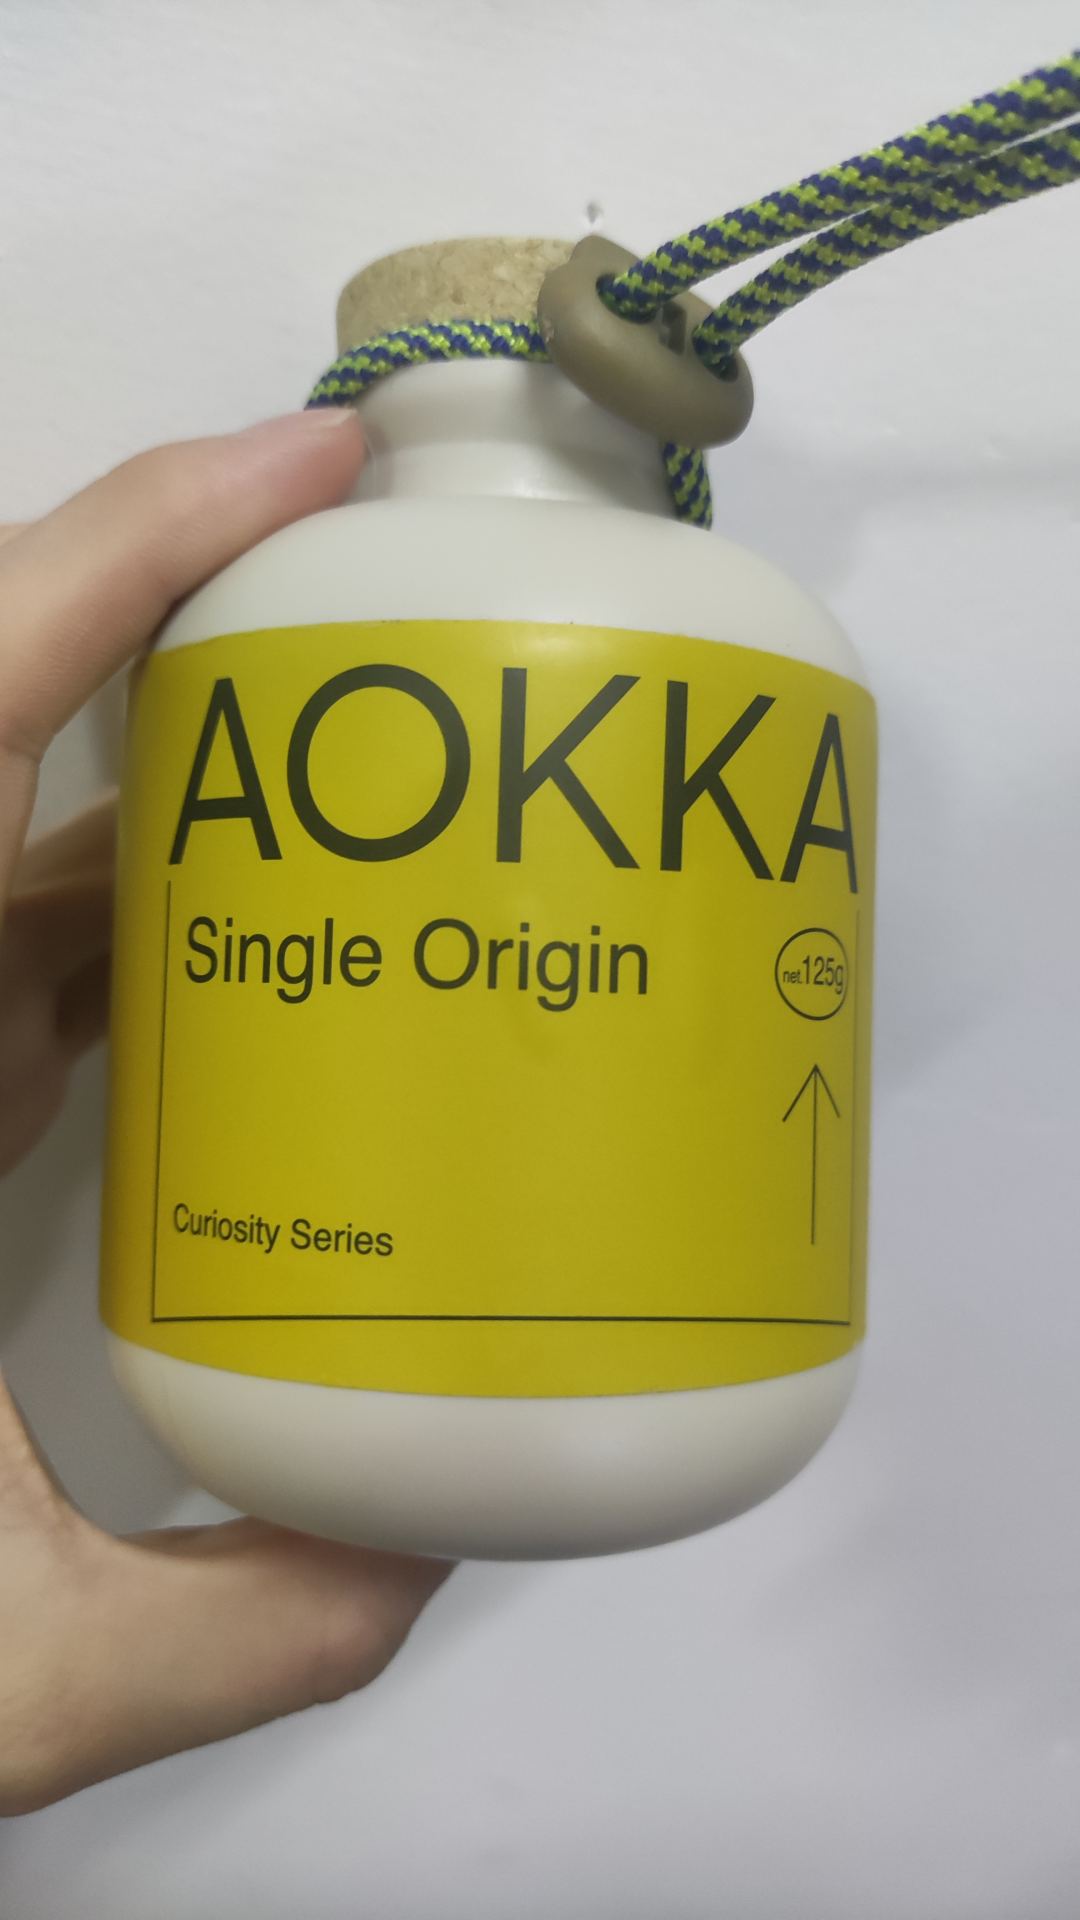 AOKKA
Single Origin
net.125g
Curiosity Series